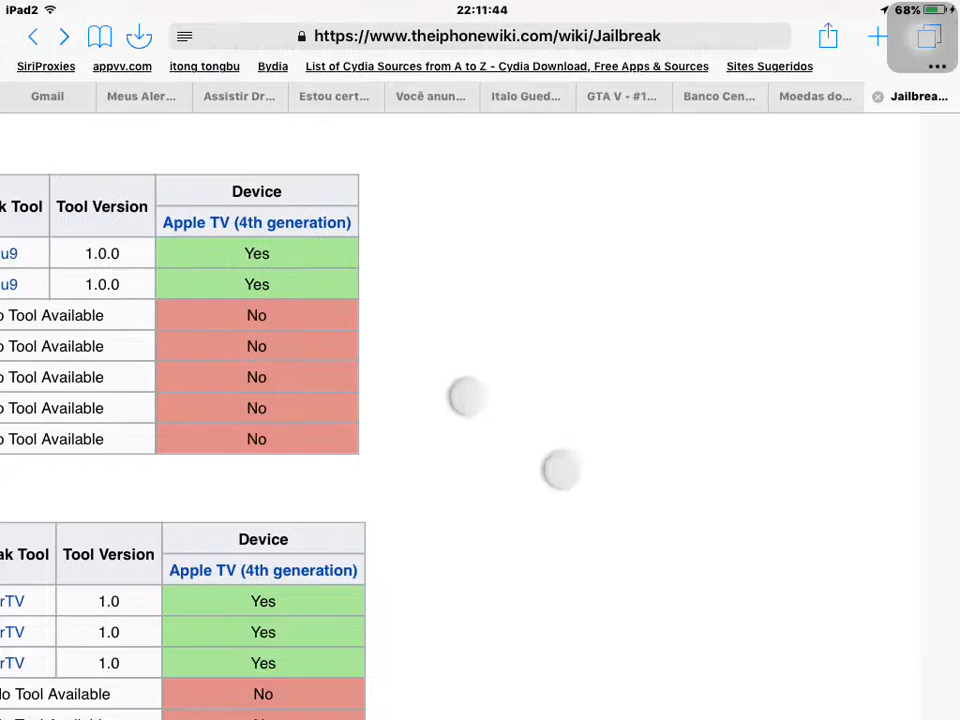 iPad2 22:11:44 68%
https://www.theiphonewiki.com/wiki/Jailbreak
SiriProxies appvv.com itong tongbu Bydia List of Cydia Sources from A to Z - Cydia Download, Free Apps & Sources Sites Sugeridos
Gmail Meus Aler... Assistir Dr... Estou cert... Você anun... Italo Gued... GTA V - #1... Banco Cen... Moedas do... Jailbrea...
k Tool Tool Version Device
Apple TV (4th generation)
u9 1.0.0 Yes
u9 1.0.0 Yes
o Tool Available No
o Tool Available No
o Tool Available No
o Tool Available No
o Tool Available No
ak Tool Tool Version Device
Apple TV (4th generation)
rTV 1.0 Yes
rTV 1.0 Yes
rTV 1.0 Yes
No Tool Available No